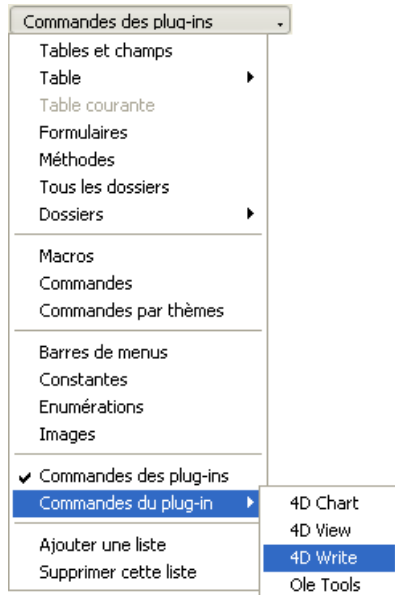 Commandes des plug-ins
Tables et champs
Table
Table courante
Formulaires
Méthodes
Tous les dossiers
Dossiers
Macros
Commandes
Commandes par thèmes
Barres de menus
Constantes
Enumérations
Images
Commandes des plug-ins
Commandes du plug-in
4D Chart
4D View
4D Write
Ole Tools
Ajouter une liste
Supprimer cette liste